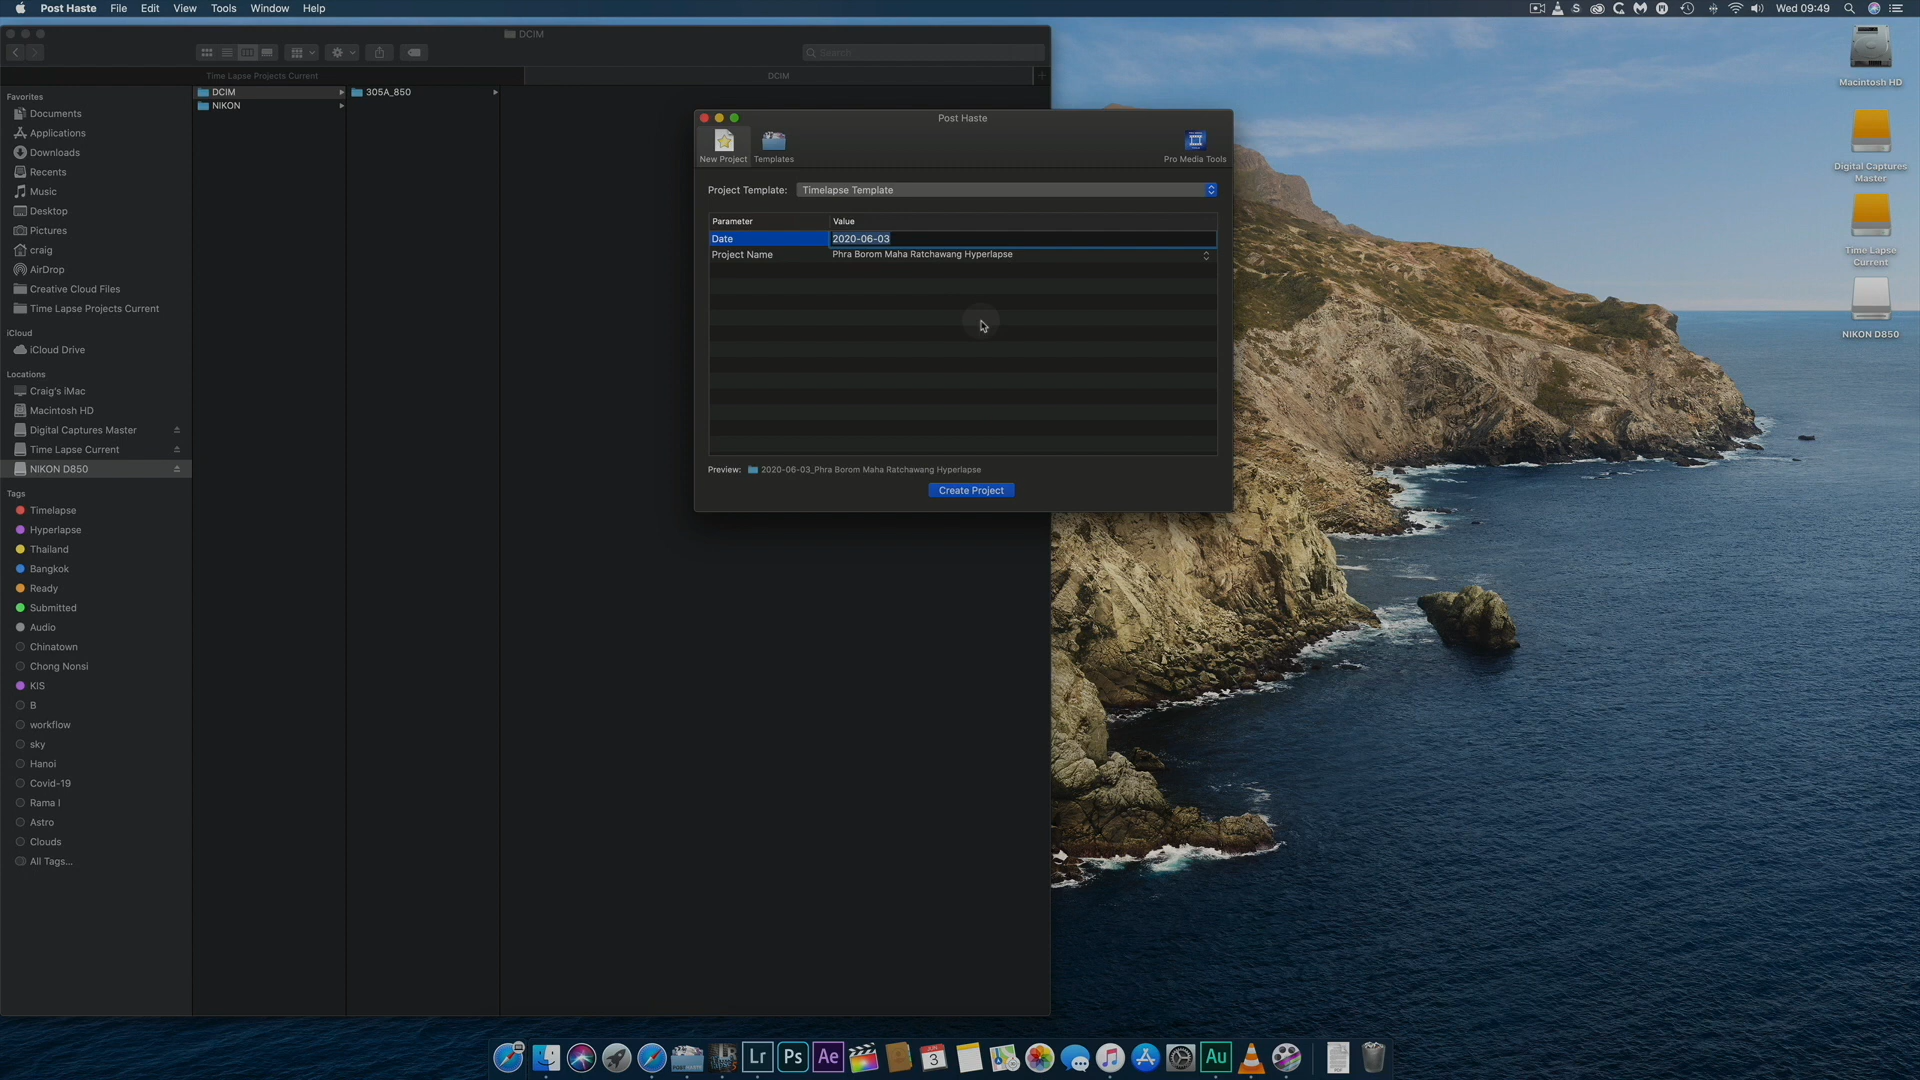 Post Haste File Edit View Tools Window Help
Wed 09:49
DCIM
Search
Time Lapse Projects Current
DCIM
Favorites
Documents
Applications
Downloads
Recents
Music
Desktop
Pictures
craig
AirDrop
Creative Cloud Files
Time Lapse Projects Current
iCloud
iCloud Drive
Locations
Craig's iMac
Macintosh HD
Digital Captures Master
Time Lapse Current
NIKON D850
Tags
Timelapse
Hyperlapse
Thailand
Bangkok
Ready
Submitted
Audio
Chinatown
Chong Nonsi
KIS
B
workflow
sky
Hanoi
Covid-19
Rama I
Astro
Clouds
All Tags...
DCIM
NIKON
305A_850
Post Haste
New Project
Templates
Pro Media Tools
Project Template: Timelapse Template
Parameter Value
Date 2020-06-03
Project Name Phra Borom Maha Ratchawang Hyperlapse
Preview: 2020-06-03_Phra Borom Maha Ratchawang Hyperlapse
Create Project
Macintosh HD
Digital Captures
Master
Time Lapse
Current
NIKON D850
Lr
Ps
Ae
JUN
3
Au
PDF